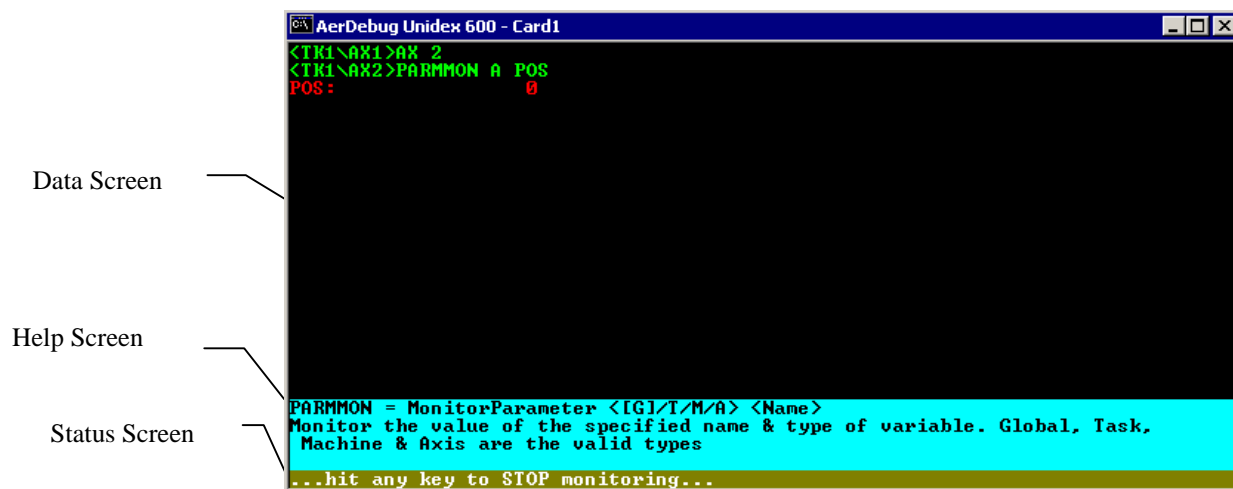 AerDebug Unidex 600 - Card1
<TK1\AX1>AX 2
<TK1\AX2>PARMMON A POS
POS: 0
Data Screen
Help Screen
PARMMON = MonitorParameter <[G]/T/M/A> <Name>
Monitor the value of the specified name & type of variable. Global, Task,
Machine & Axis are the valid types
Status Screen
...hit any key to STOP monitoring...